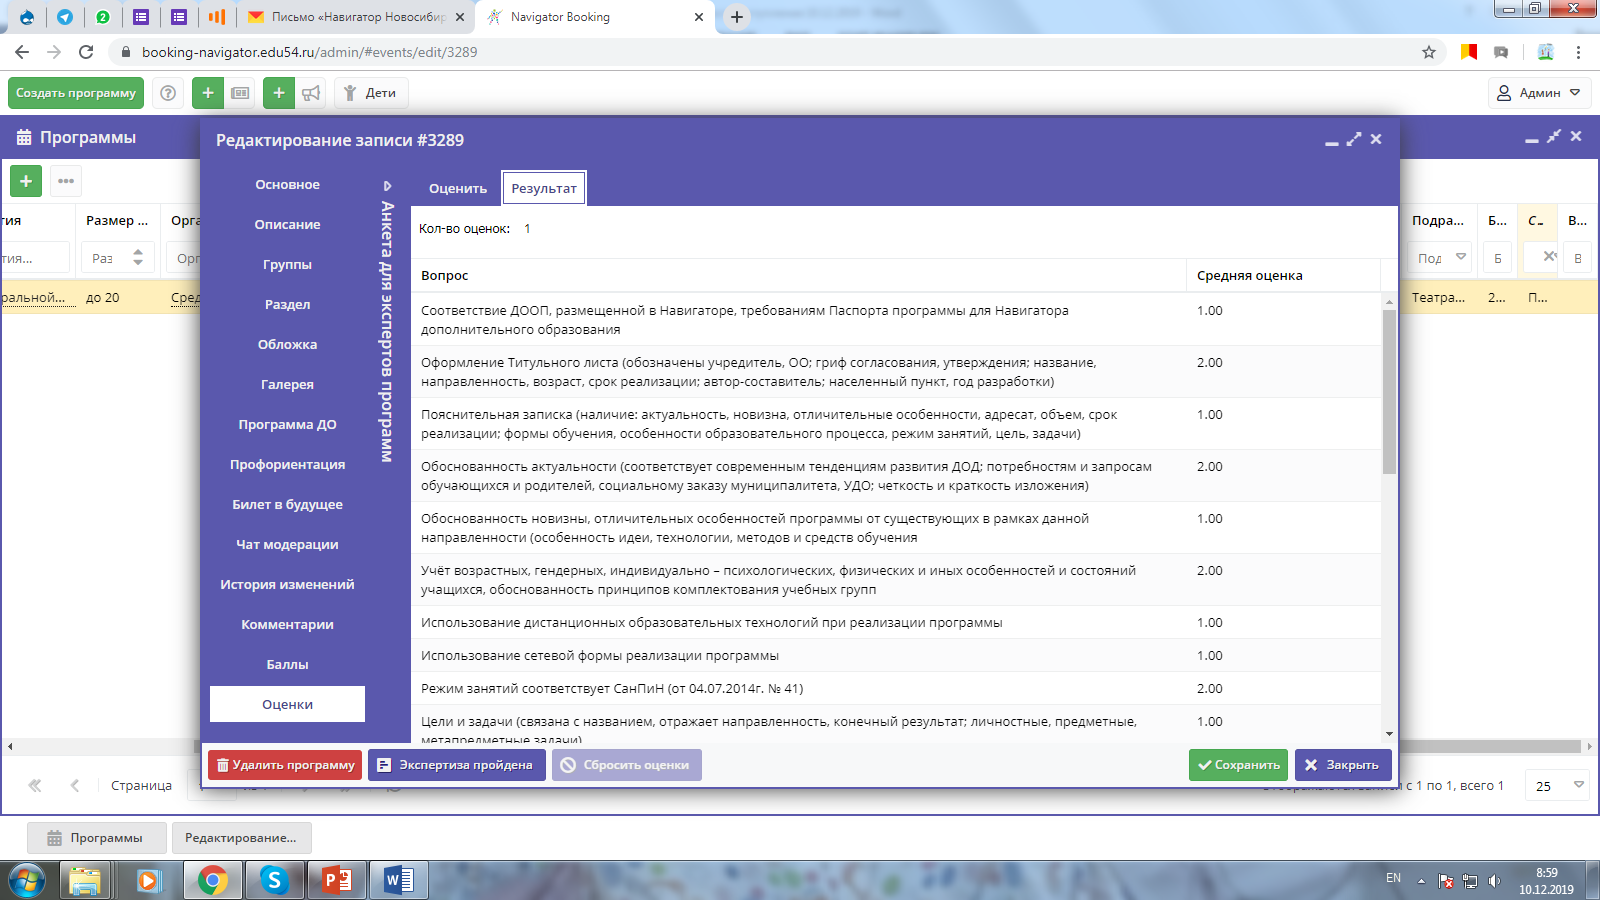 Письмо «Навигатор Новосибир
Navigator Booking
booking-navigator.edu54.ru/admin/#events/edit/3289
Создать программу
Дети
Админ
Программы
Редактирование записи #3289
Основное
Описание
Группы
Раздел
Обложка
Галерея
Программа ДО
Профориентация
Билет в будущее
Чат модерации
История изменений
Комментарии
Баллы
Оценки
Анкета для экспертов программ
Оценить
Результат
Кол-во оценок: 1
Вопрос
Средняя оценка
Соответствие ДООП, размещенной в Навигаторе, требованиям Паспорта программы для Навигатора
дополнительного образования
1.00
Оформление Титульного листа (обозначены учредитель, ОО; гриф согласования, утверждения; название,
направленность, возраст, срок реализации; автор-составитель; населенный пункт, год разработки)
2.00
Пояснительная записка (наличие: актуальность, новизна, отличительные особенности, адресат, объем, срок
реализации; формы обучения, особенности образовательного процесса, режим занятий, цель, задачи)
1.00
Обоснованность актуальности (соответствует современным тенденциям развития ДОД; потребностям и запросам
обучающихся и родителей, социальному заказу муниципалитета, УДО; четкость и краткость изложения)
2.00
Обоснованность новизны, отличительных особенностей программы от существующих в рамках данной
направленности (особенность идеи, технологии, методов и средств обучения
1.00
Учёт возрастных, гендерных, индивидуально – психологических, физических и иных особенностей и состояний
учащихся, обоснованность принципов комплектования учебных групп
2.00
Использование дистанционных образовательных технологий при реализации программы
1.00
Использование сетевой формы реализации программы
1.00
Режим занятий соответствует СанПиН (от 04.07.2014г. № 41)
2.00
Цели и задачи (связана с названием, отражает направленность, конечный результат; личностные, предметные,
метапредметные задачи)
1.00
тия
Размер ...
Орга
тия...
Раз
Орг
ральной...
до 20
Сред
Подра...
Б...
С...
В...
Под
Б
В
Театра...
2...
П...
Удалить программу
Экспертиза пройдена
Сбросить оценки
Сохранить
Закрыть
Страница
с 1 по 1, всего 1
25
Программы
Редактирование...
EN
8:59
10.12.2019